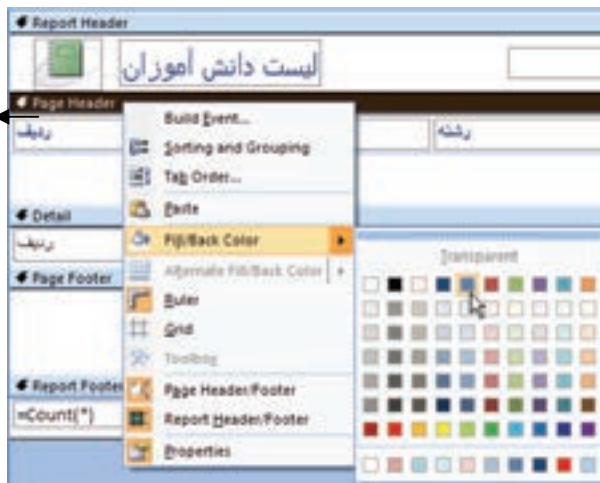 Report Header
لیست دانش آموزان
Page Header
ردیف
رشته
Build Event...
Sorting and Grouping
Tab Order...
Detail
Paste
ردیف
Fill/Back Color
Transparent
Page Footer
Alternate Fill/Back Color
Ruler
Grid
Toolbox
Report Footer
Page Header/Footer
=Count(*)
Report Header/Footer
Properties